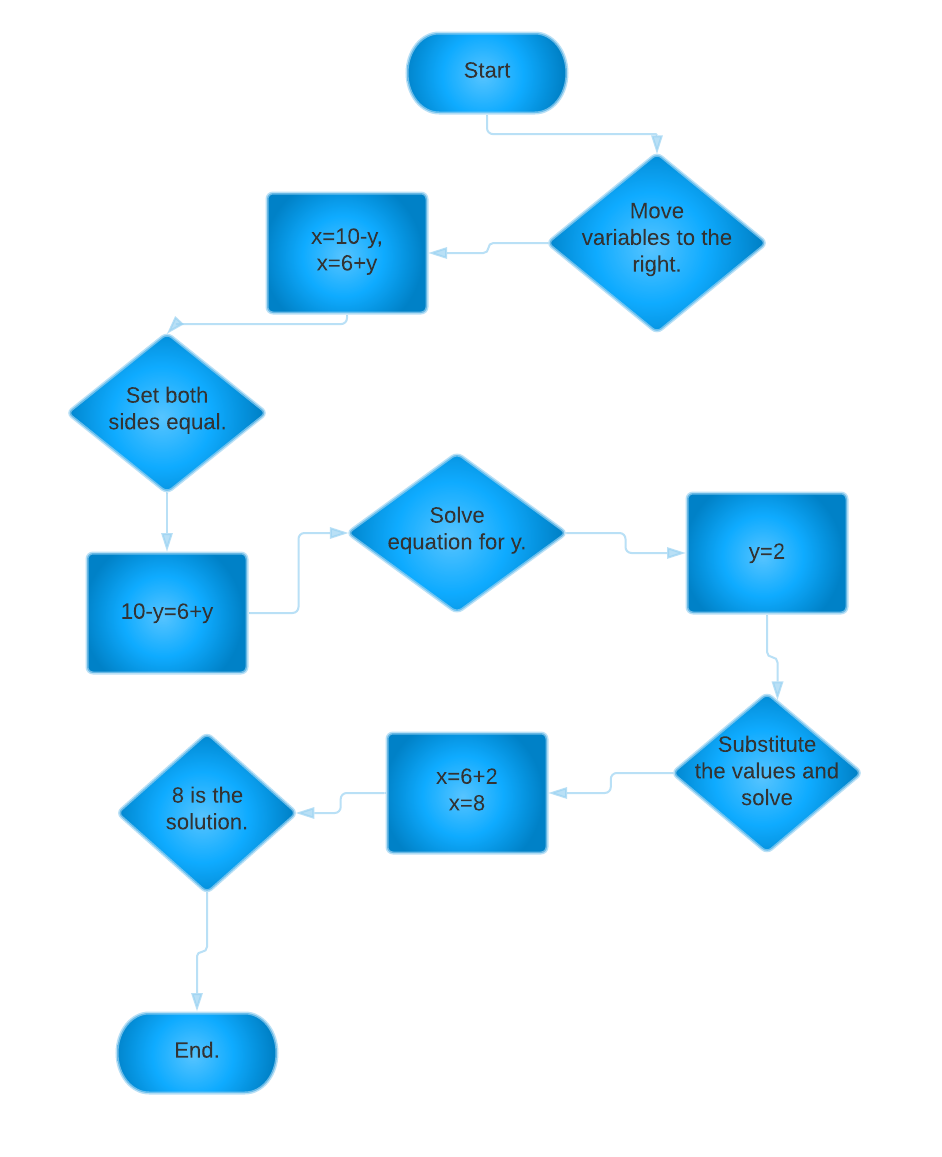 Start
Move
variables to the
right.
x=10-y,
x=6+y
Set both
sides equal.
10-y=6+y
Solve
equation for y.
y=2
Substitute
the values and
solve
x=6+2
x=8
8 is the
solution.
End.